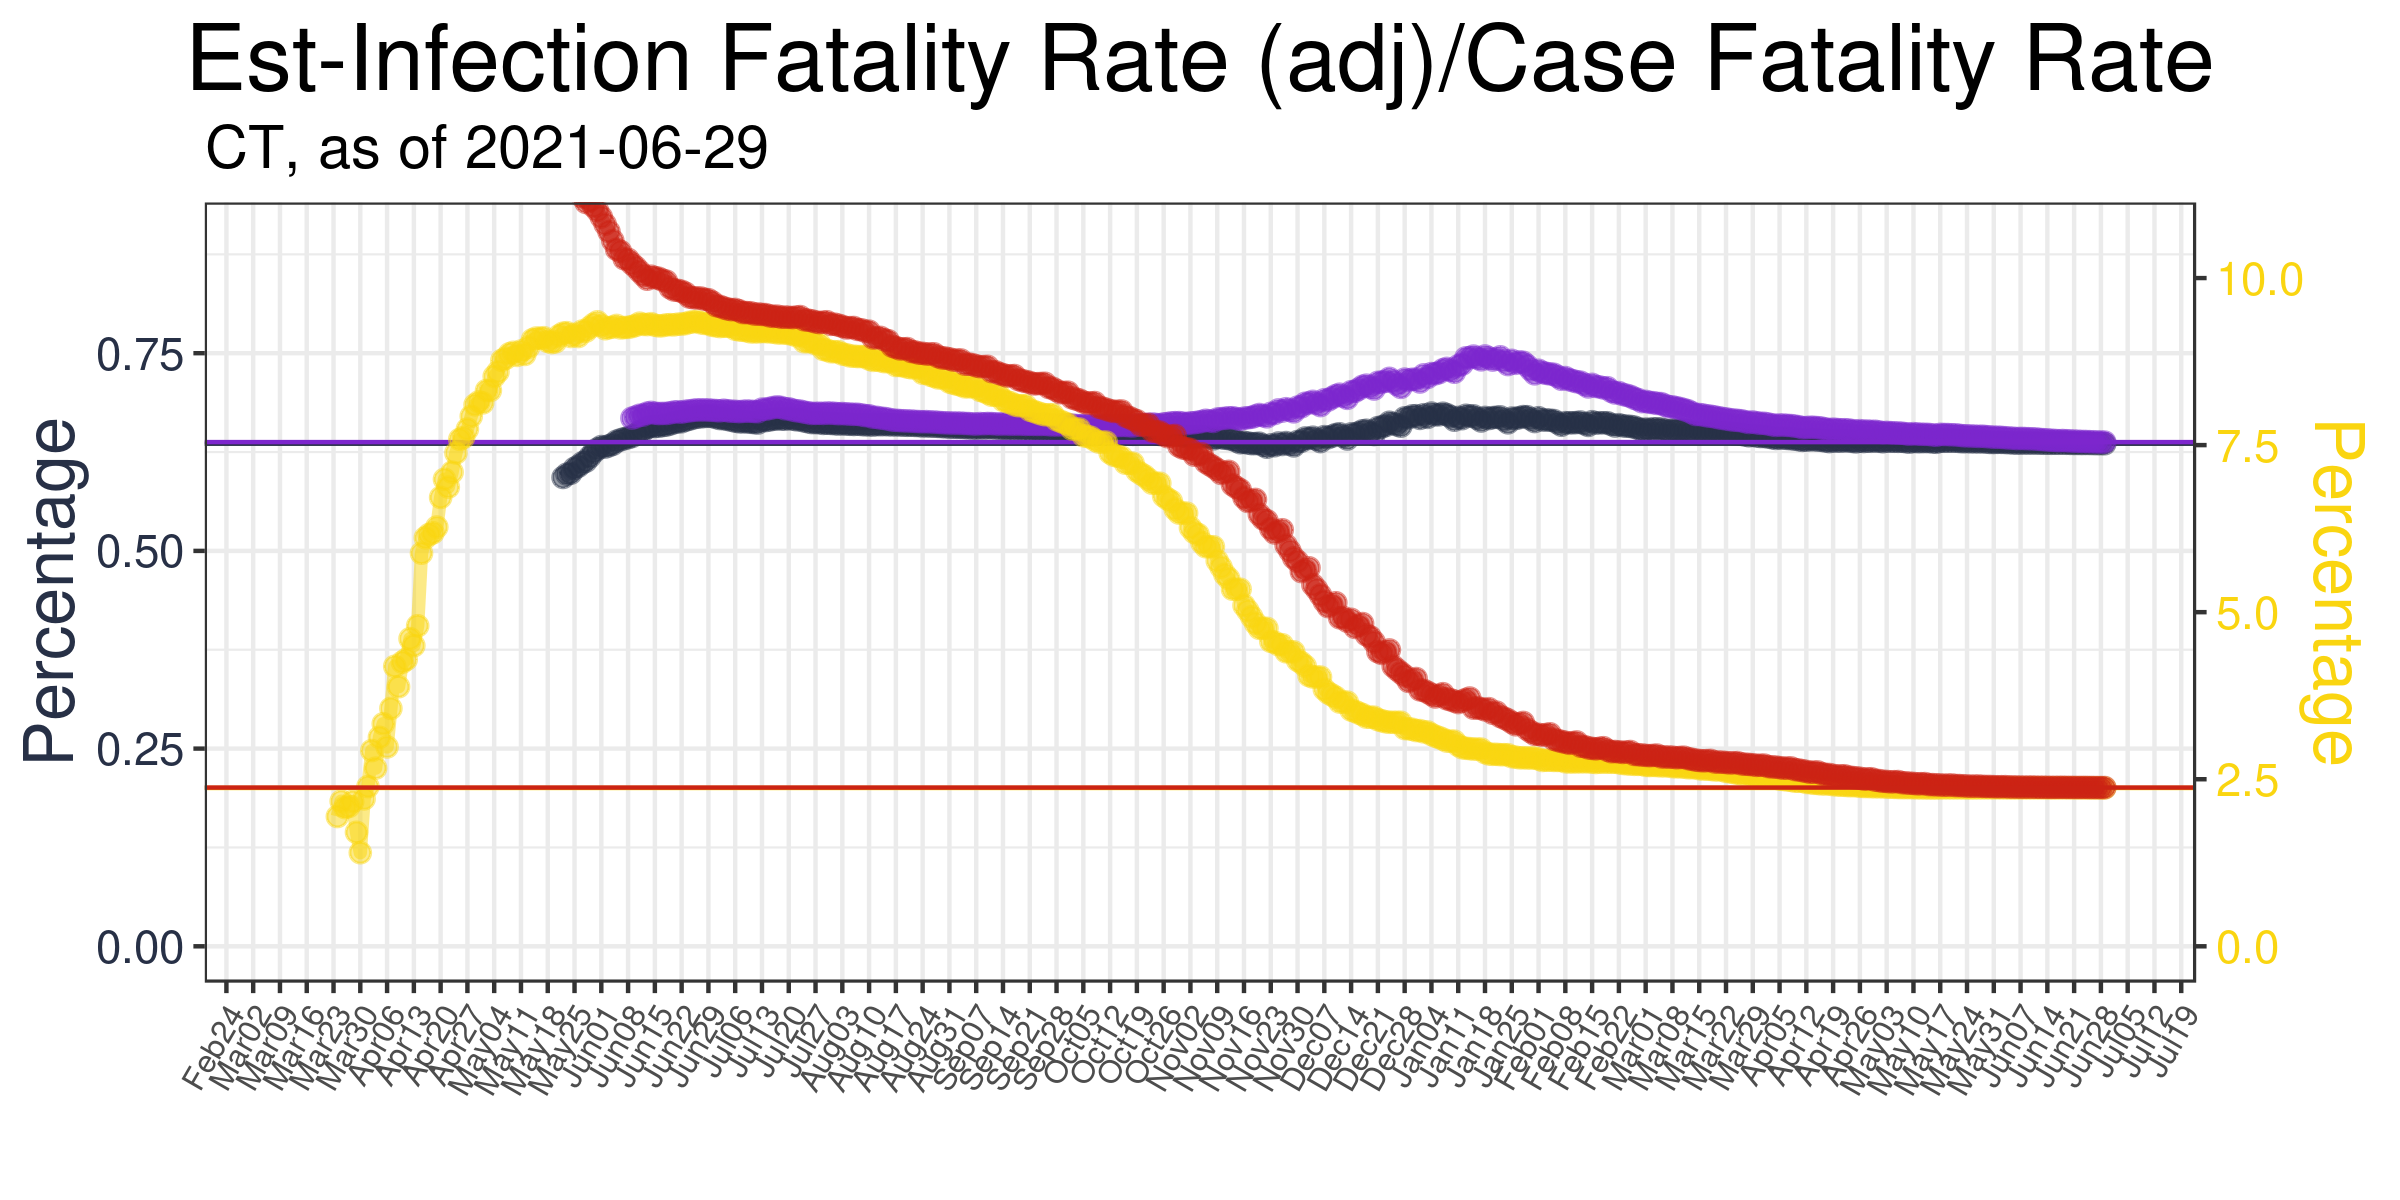 Est-Infection Fatality Rate (adj)/Case Fatality Rate
CT, as of 2021-06-29
Percentage
0.75
0.50
0.25
0.00
10.0
7.5
5.0
2.5
0.0
Percentage
Feb24
Mar02
Mar09
Mar16
Mar23
Mar30
Apr06
Apr13
Apr20
Apr27
May04
May11
May18
May25
Jun01
Jun08
Jun15
Jun22
Jun29
Jul06
Jul13
Jul20
Jul27
Aug03
Aug10
Aug17
Aug24
Aug31
Sep07
Sep14
Sep21
Sep28
Oct05
Oct12
Oct19
Oct26
Nov02
Nov09
Nov16
Nov23
Nov30
Dec07
Dec14
Dec21
Dec28
Jan04
Jan11
Jan18
Jan25
Feb01
Feb08
Feb15
Feb22
Mar01
Mar08
Mar15
Mar22
Mar29
Apr05
Apr12
Apr19
Apr26
May03
May10
May17
May24
May31
Jun07
Jun14
Jun21
Jun28
Jul05
Jul12
Jul19